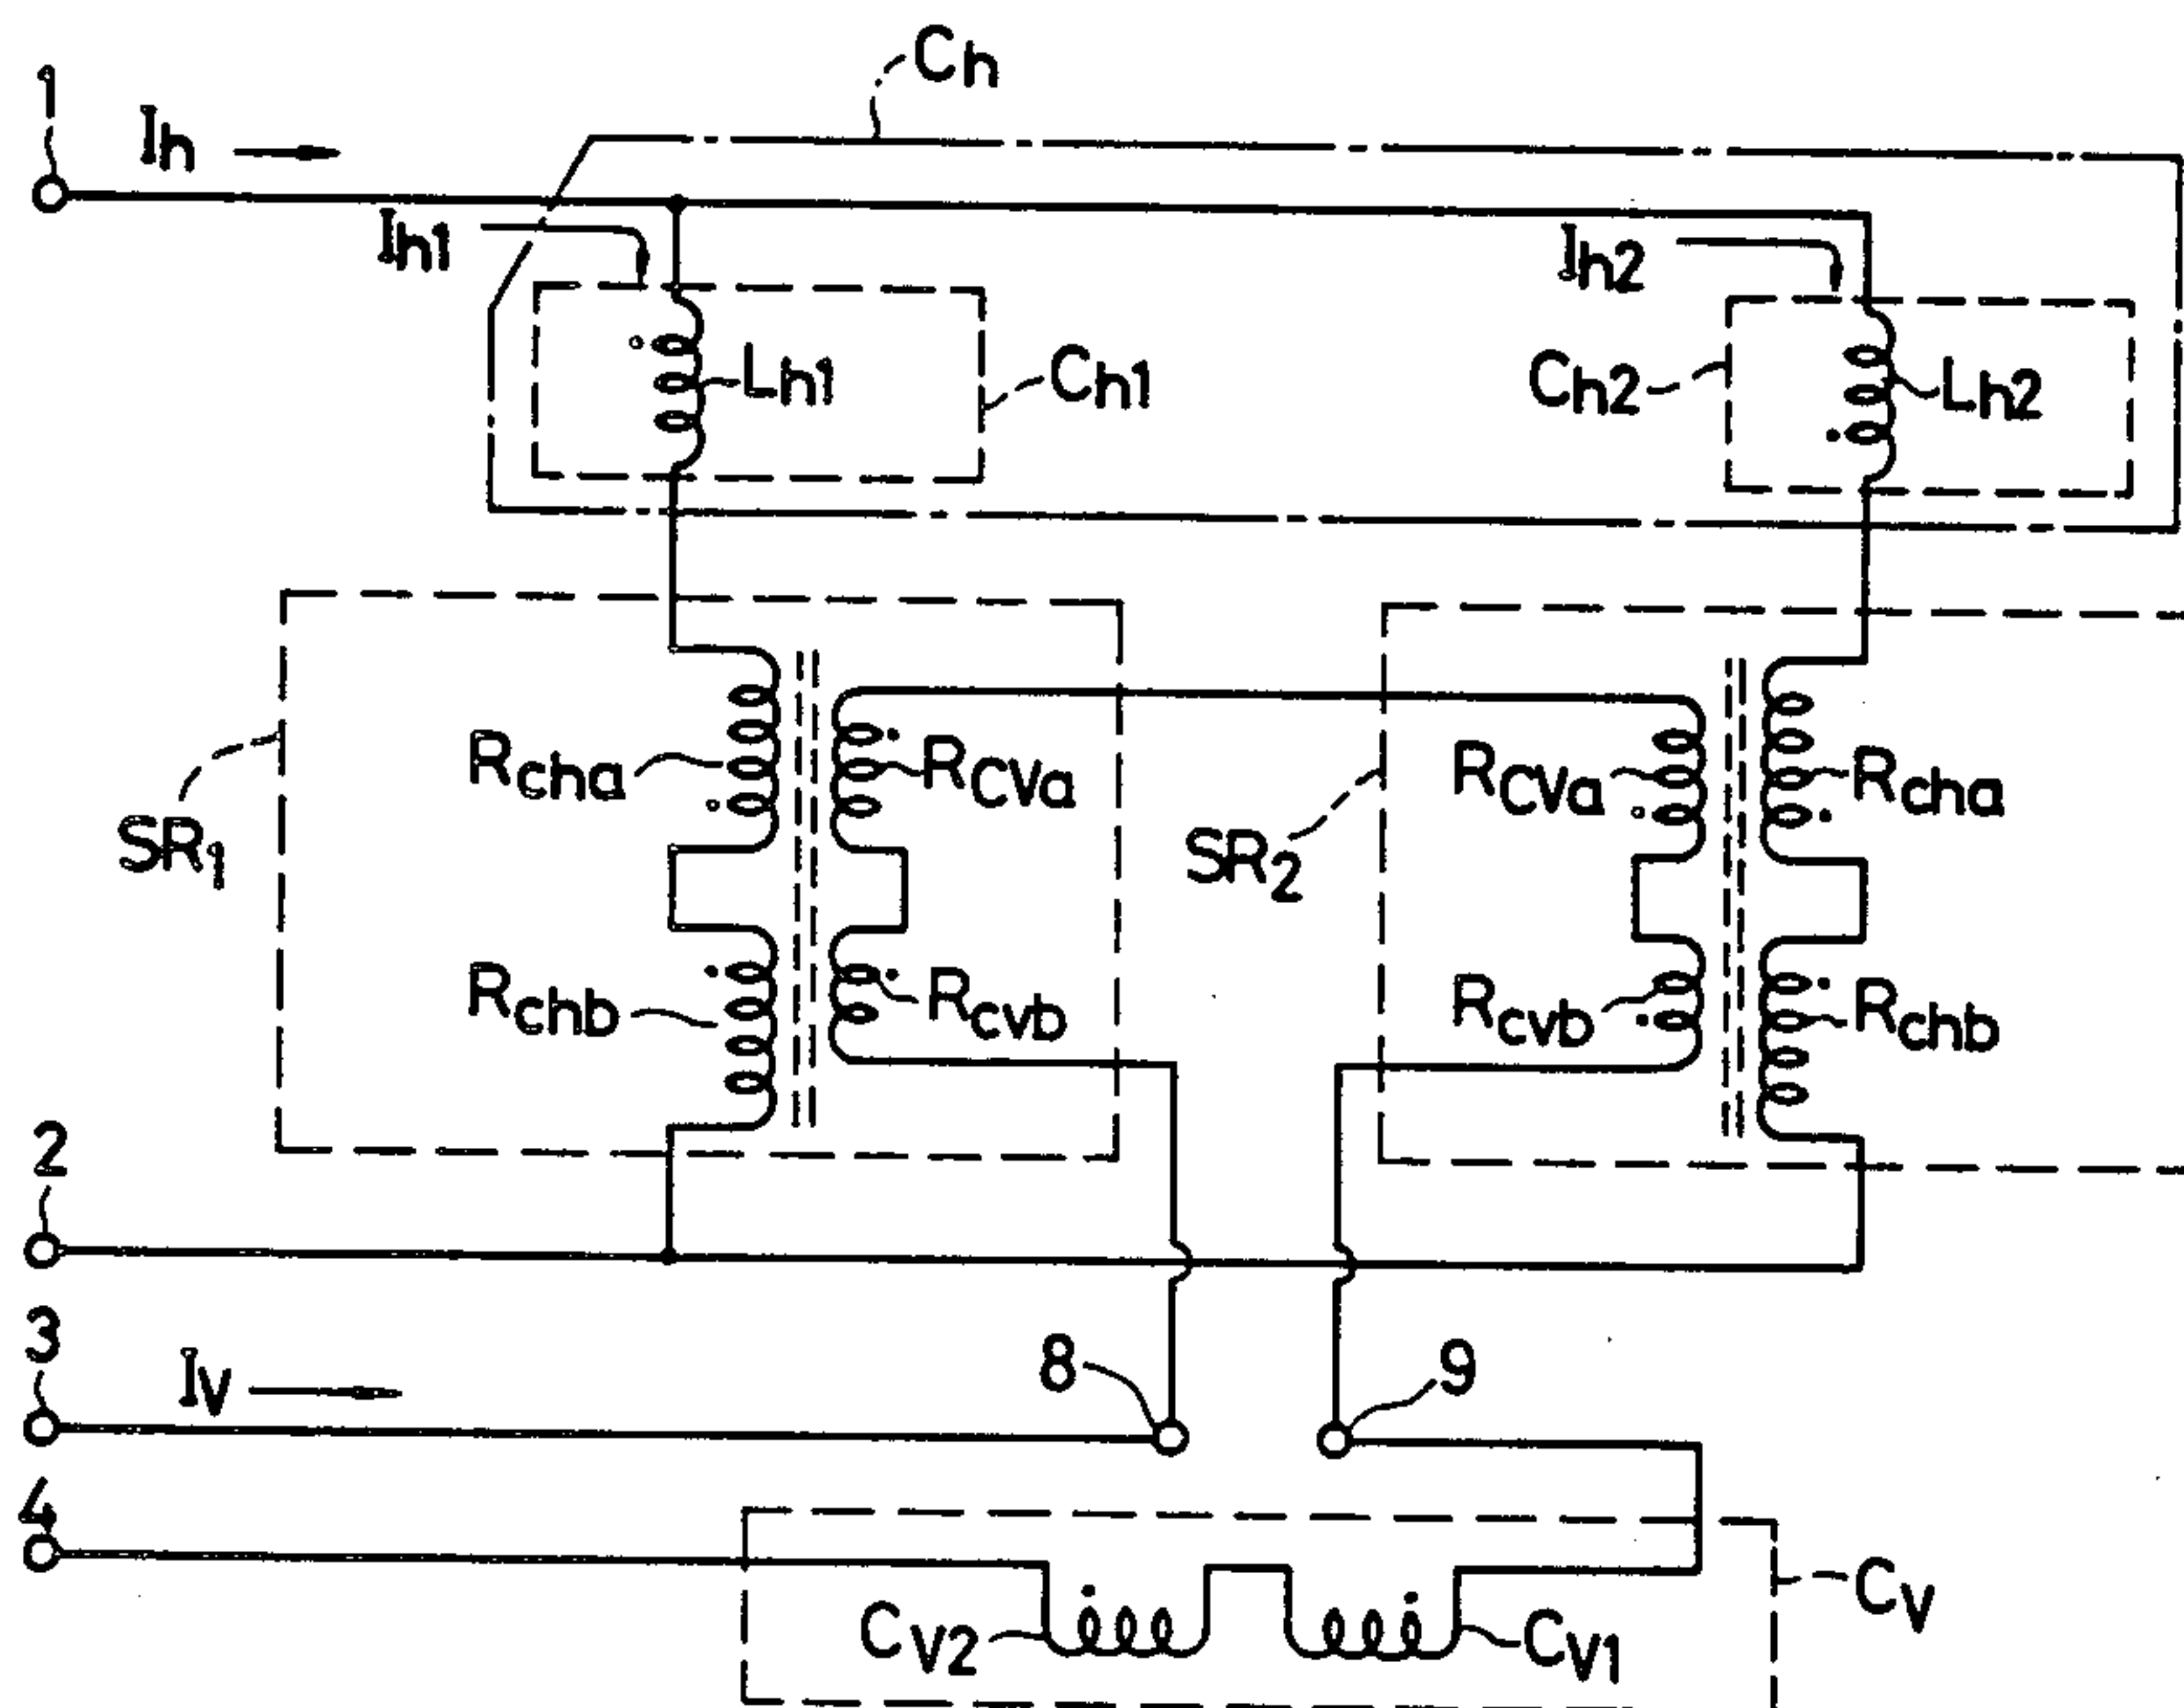 Ch
1
Ih
Ih1
Ih2
Lh1
Ch1
Ch2
Lh2
Rcha
RCVa
RCVa
Rcha
SR1
SR2
Rchb
Rcvb
Rcvb
Rchb
2
3
IV
8
9
4
CV2
CV1
CV